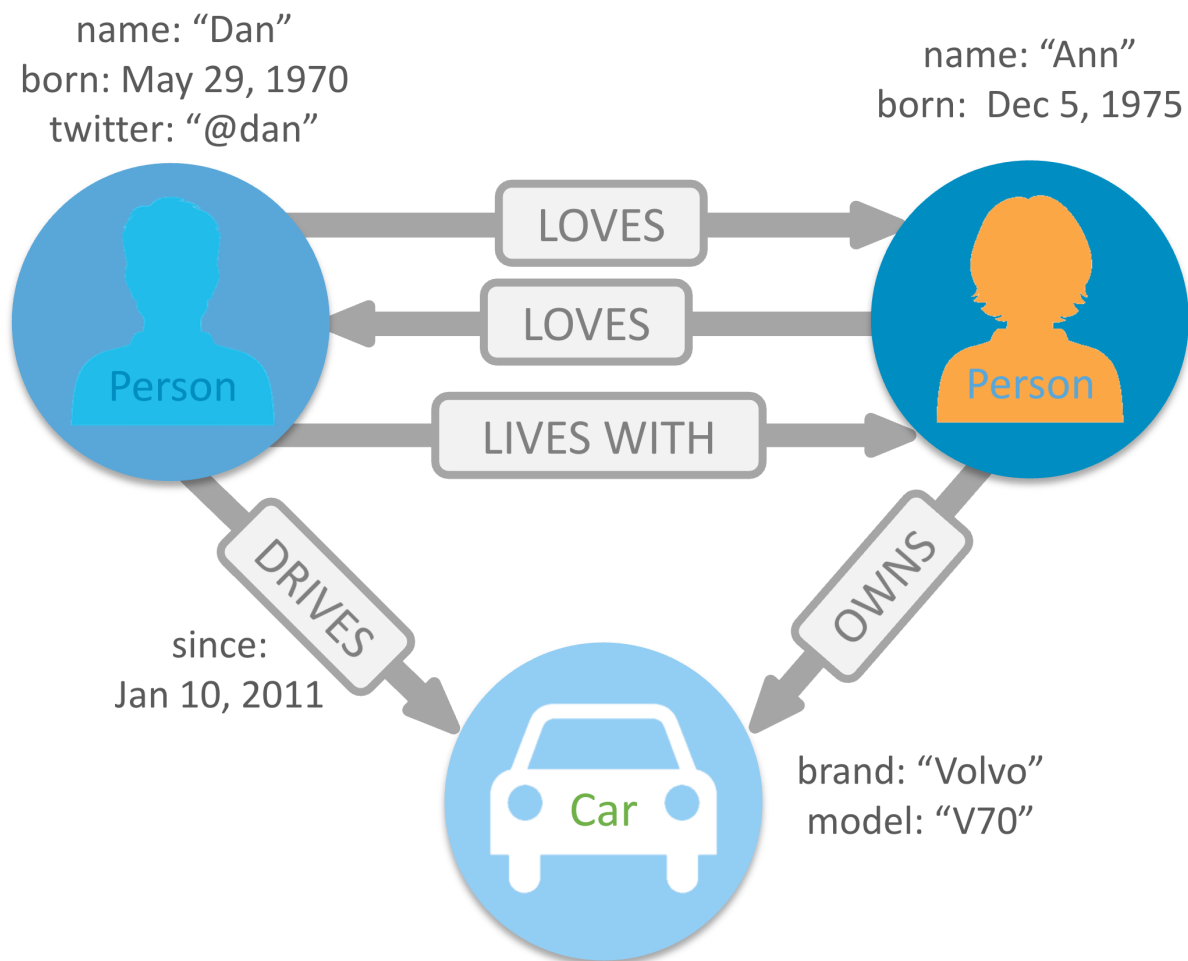 name: “Dan”
born: May 29, 1970
twitter: “@dan”
name: “Ann”
born:  Dec 5, 1975
LOVES
LOVES
Person
Person
LIVES WITH
DRIVES
OWNS
since:
Jan 10, 2011
Car
brand: “Volvo”
model: “V70”